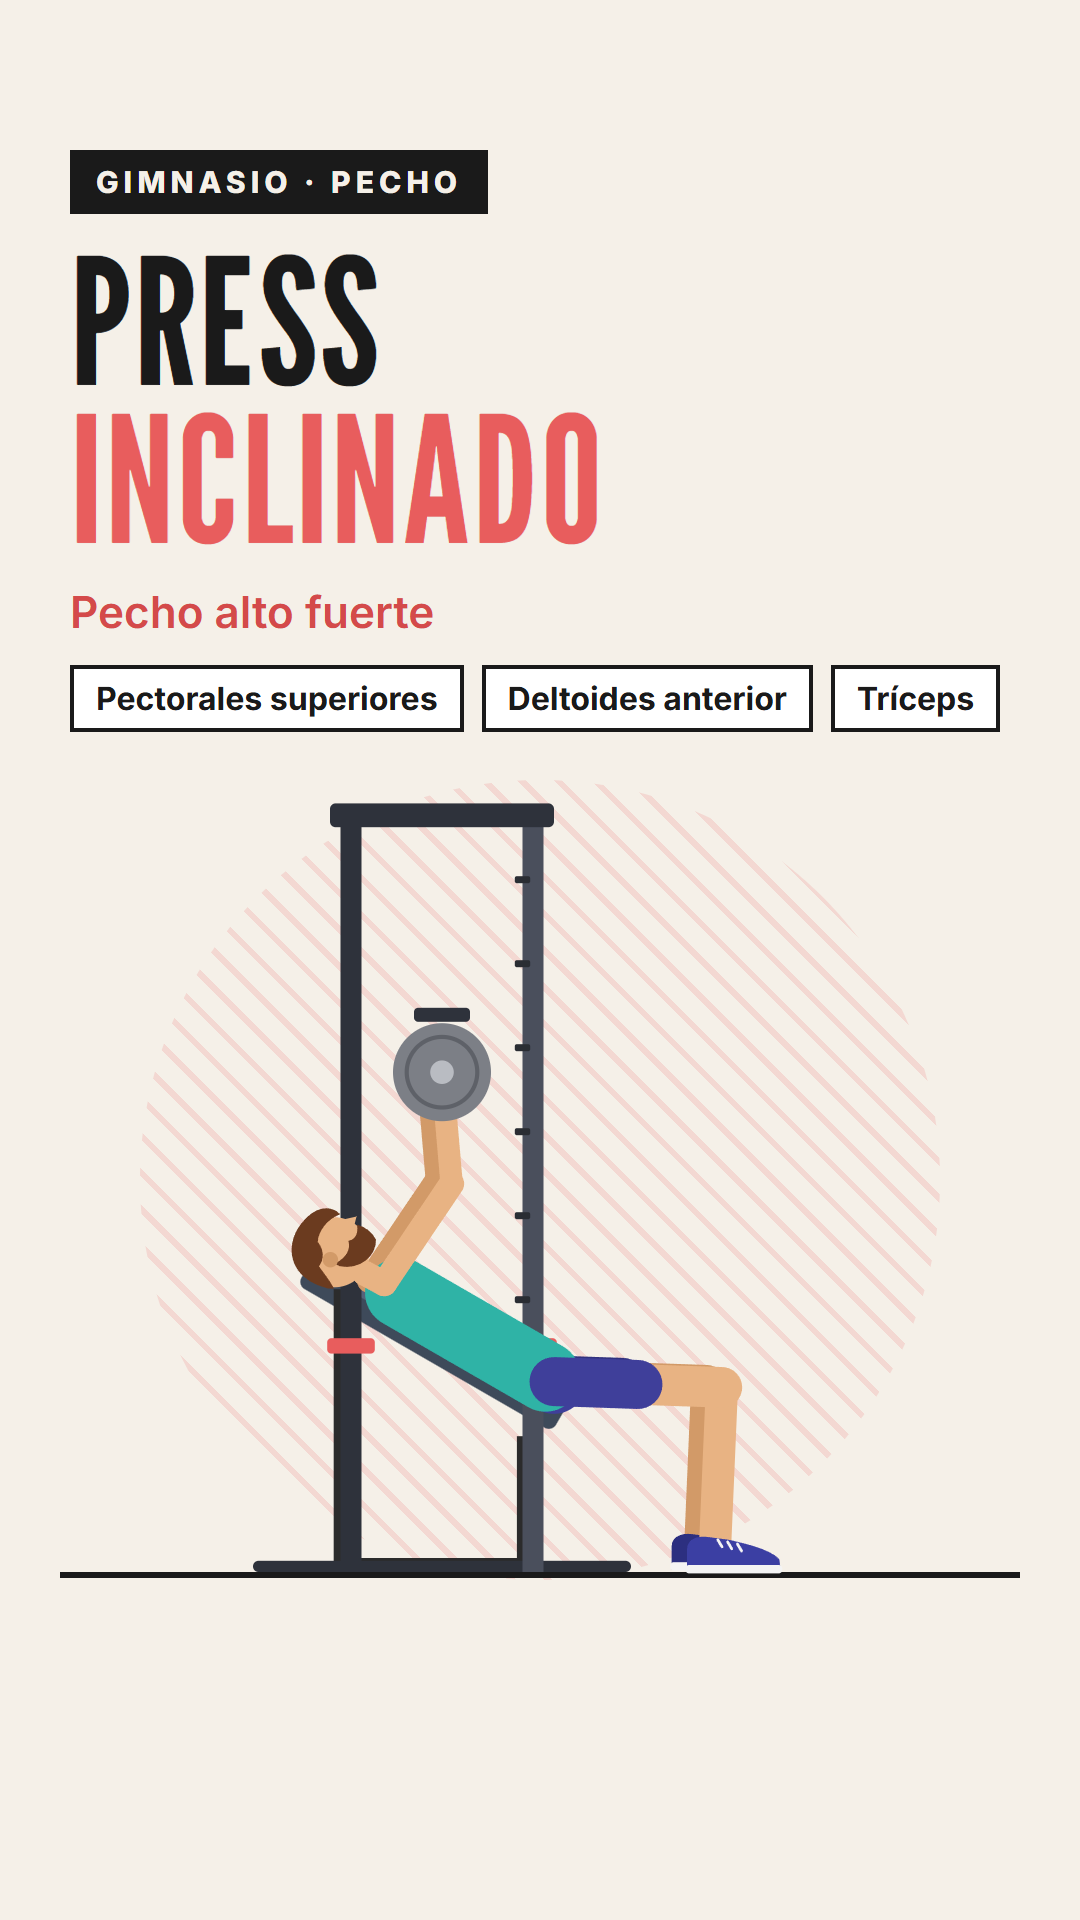 GIMNASIO · PECHO
PRESS
INCLINADO
Pecho alto fuerte
Pectorales superiores Deltoides anterior Tríceps